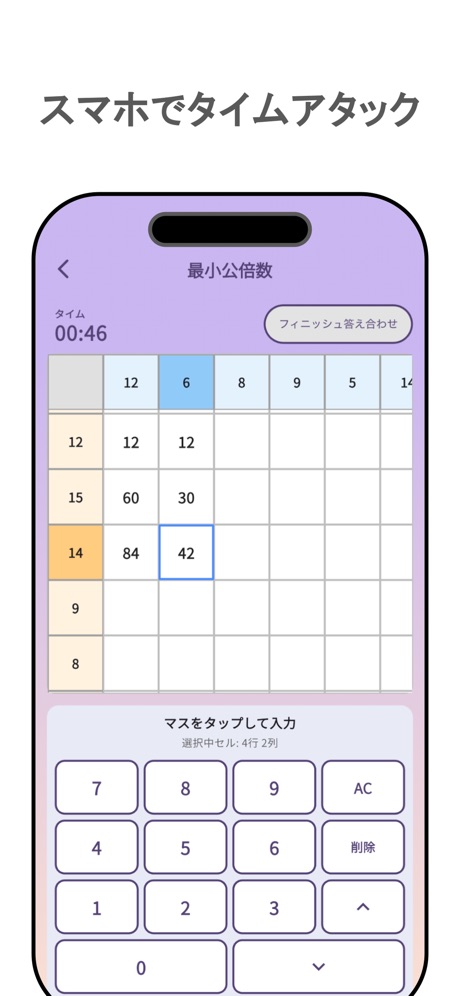 スマホでタイムアタック
最小公倍数
タイム
00:46
フィニッシュ答え合わせ
12 6 8 9 5 14
12 12 12
15 60 30
14 84 42
9
8
マスをタップして入力
選択中セル: 4行 2列
7 8 9 AC
4 5 6 削除
1 2 3
0